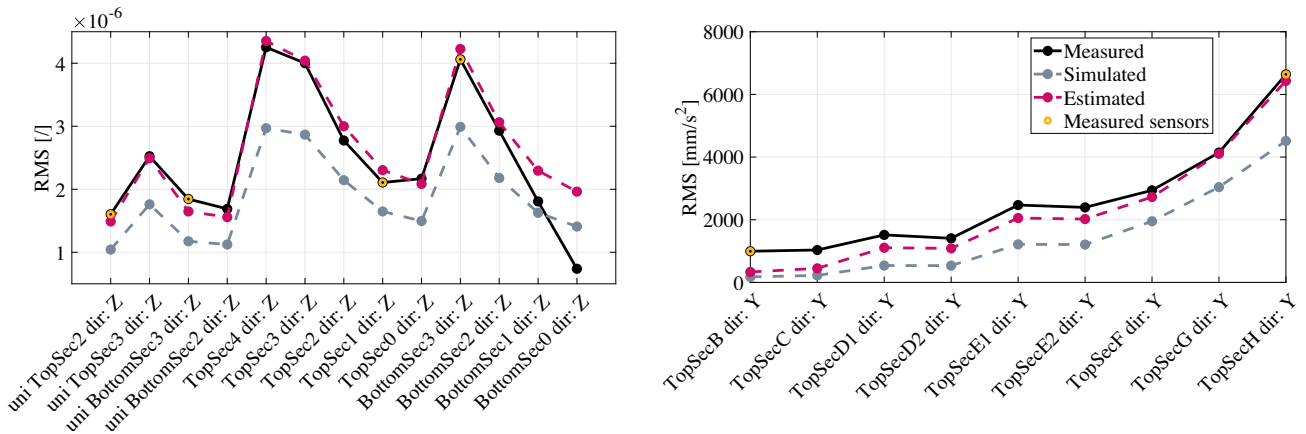 ×10⁻⁶
RMS [/]
4
3
2
1
uni TopSec2 dir. Z
uni TopSec3 dir. Z
uni BottomSec3 dir. Z
uni BottomSec2 dir. Z
TopSec4 dir. Z
TopSec3 dir. Z
TopSec2 dir. Z
TopSec1 dir. Z
TopSec0 dir. Z
BottomSec3 dir. Z
BottomSec2 dir. Z
BottomSec1 dir. Z
BottomSec0 dir. Z
RMS [mm/s²]
8000
6000
4000
2000
0
Measured
Simulated
Estimated
Measured sensors
TopSecB dir. Y
TopSecC dir. Y
TopSecD1 dir. Y
TopSecD2 dir. Y
TopSecE1 dir. Y
TopSecE2 dir. Y
TopSecF dir. Y
TopSecG dir. Y
TopSecH dir. Y